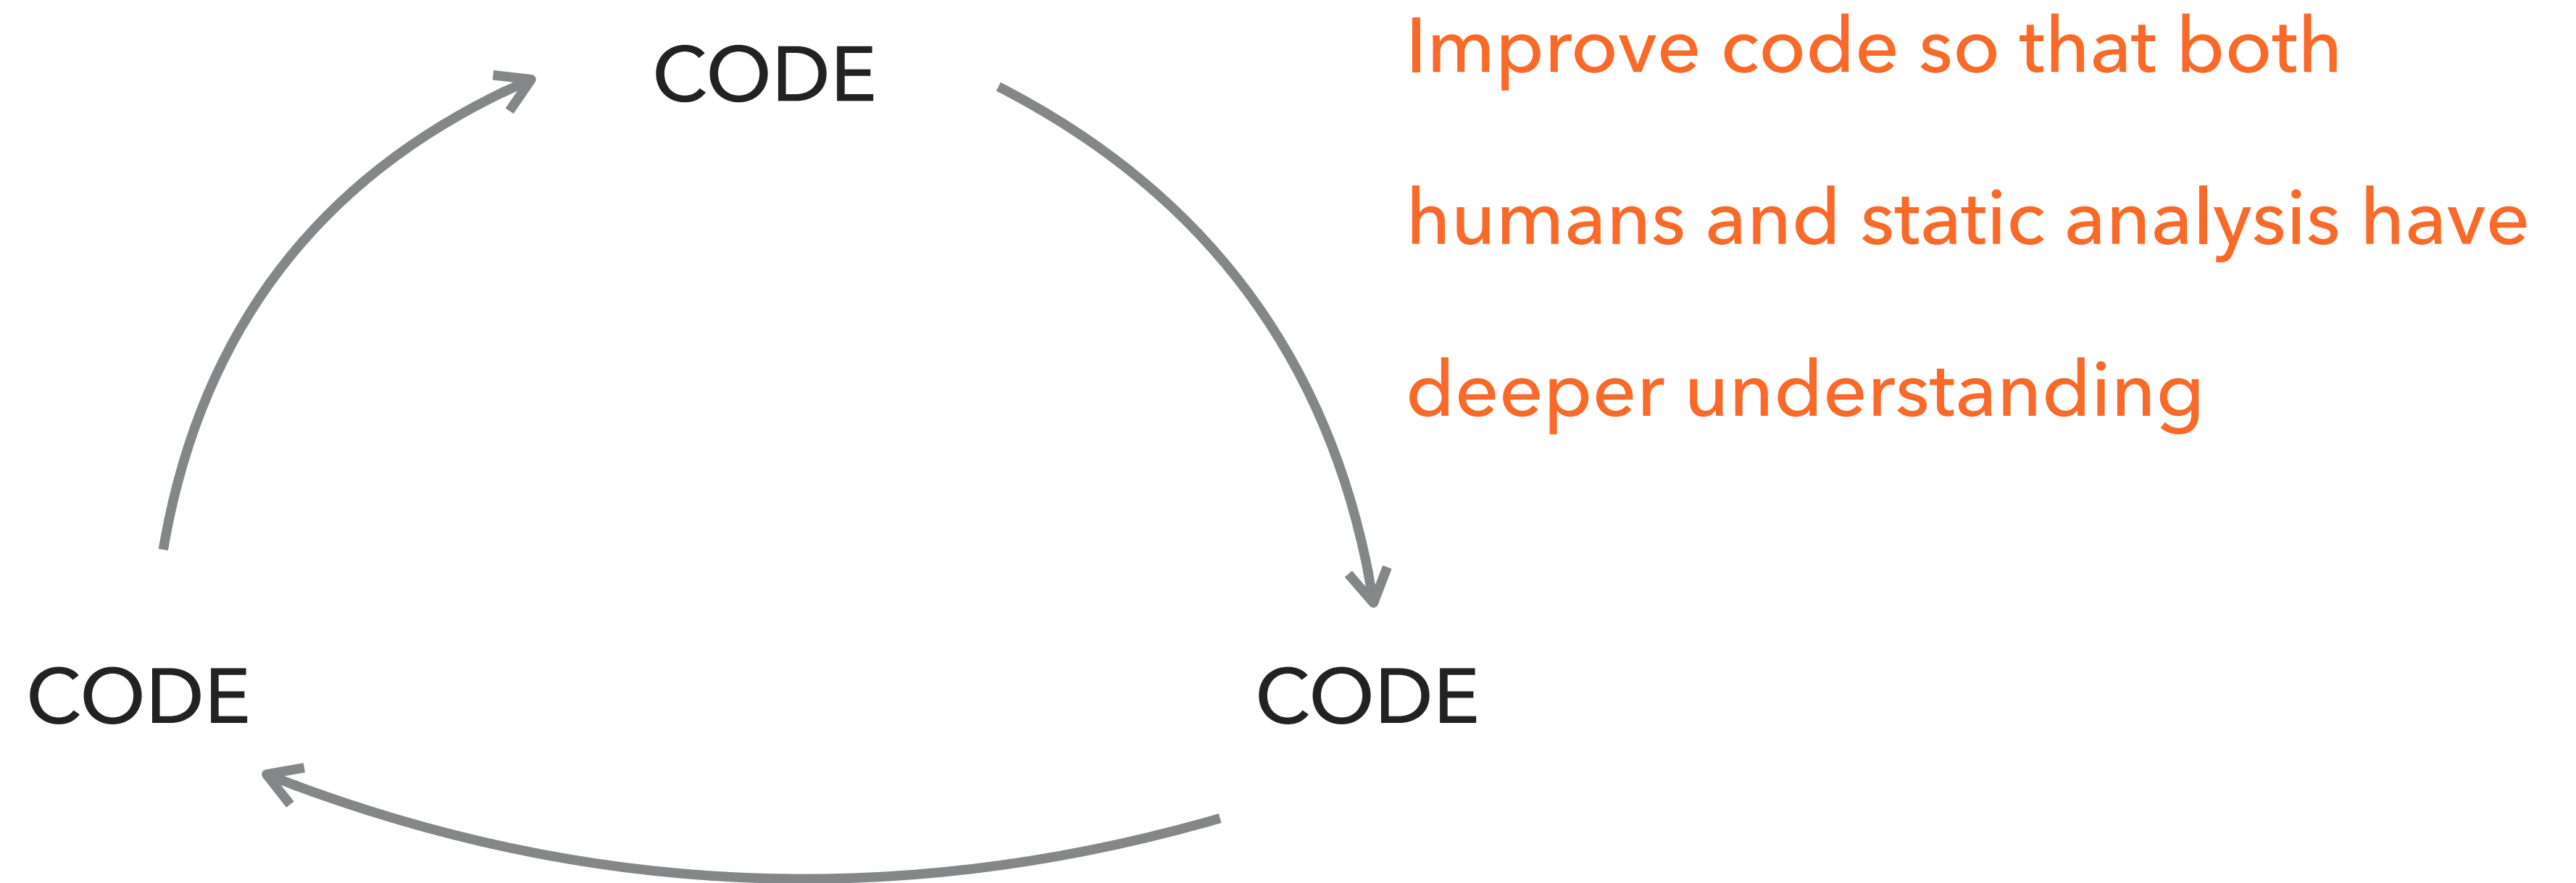 CODE
Improve code so that both
humans and static analysis have
deeper understanding
CODE
CODE